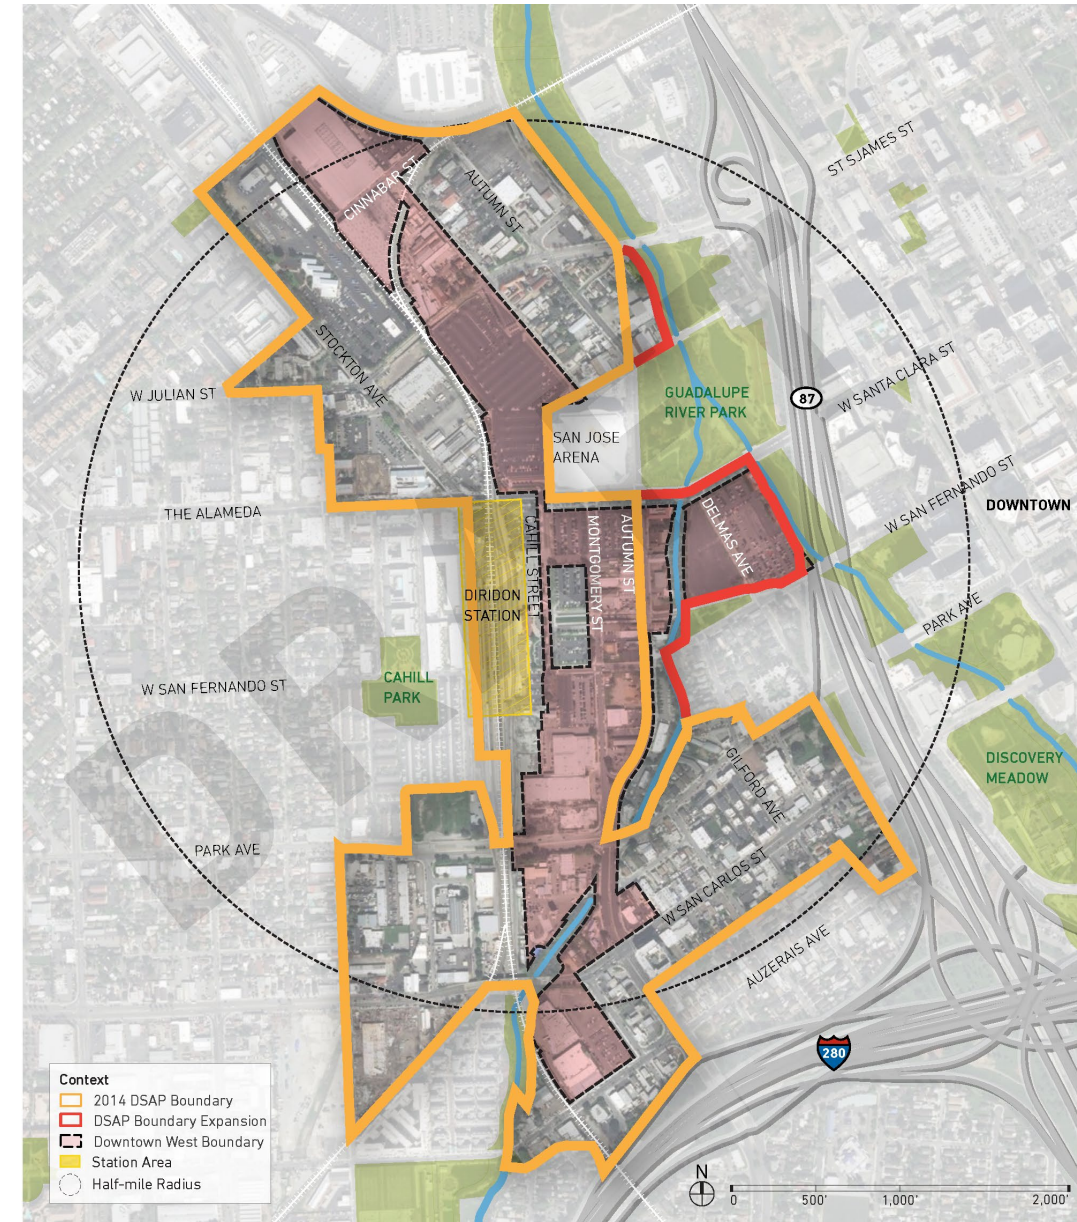 ST SJAMES ST
CINNABAR ST
AUTUMN ST
STOCKTON AVE
W JULIAN ST
W SANTA CLARA ST
87
GUADALUPE
RIVER PARK
SAN JOSE
ARENA
W SAN FERNANDO ST
DOWNTOWN
THE ALAMEDA
CAHILL STREET
MONTGOMERY ST
AUTUMN ST
DELMAS AVE
DIRIDON
STATION
PARK AVE
CAHILL
PARK
W SAN FERNANDO ST
DISCOVERY
MEADOW
GILFORD AVE
PARK AVE
W SAN CARLOS ST
AUZERAIS AVE
280
Context
2014 DSAP Boundary
DSAP Boundary Expansion
Downtown West Boundary
Station Area
Half-mile Radius
N
0 500' 1,000' 2,000'